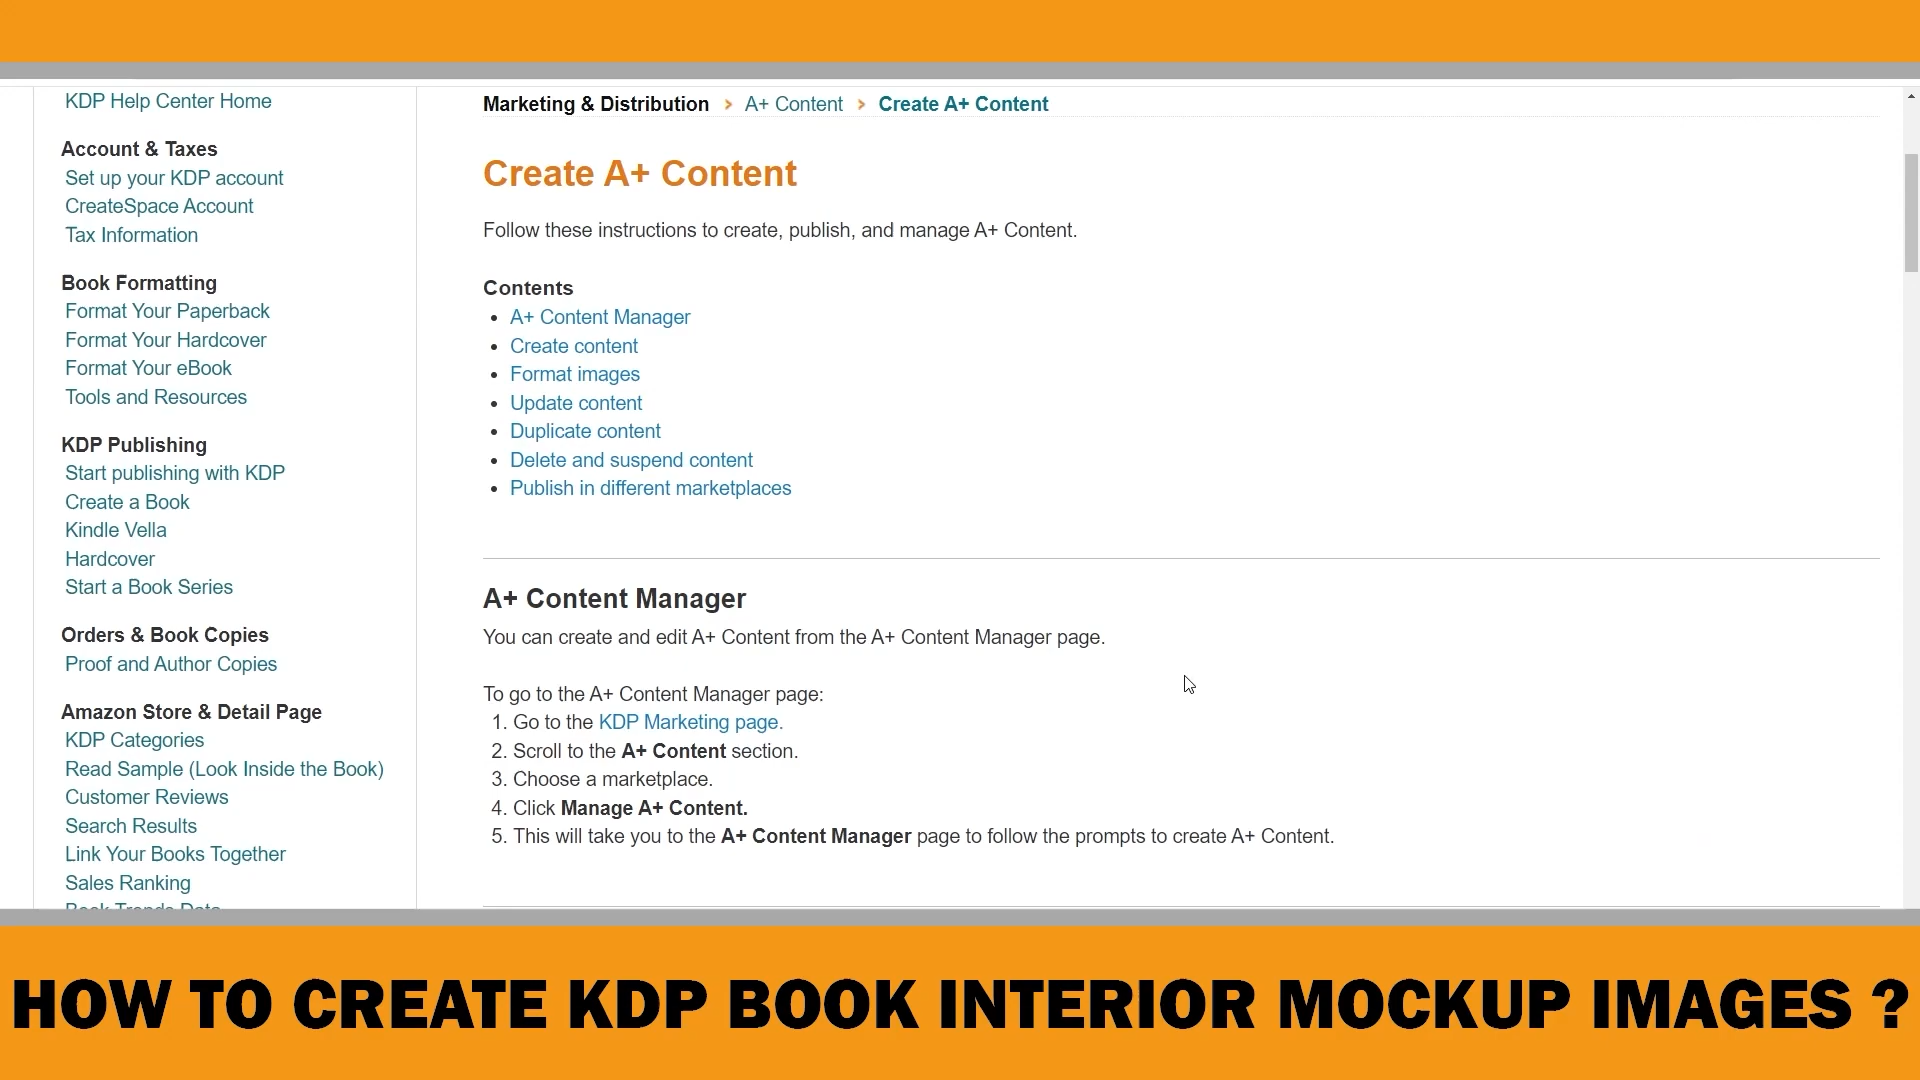 KDP Help Center Home
Account & Taxes
Set up your KDP account
CreateSpace Account
Tax Information
Book Formatting
Format Your Paperback
Format Your Hardcover
Format Your eBook
Tools and Resources
KDP Publishing
Start publishing with KDP
Create a Book
Kindle Vella
Hardcover
Start a Book Series
Orders & Book Copies
Proof and Author Copies
Amazon Store & Detail Page
KDP Categories
Read Sample (Look Inside the Book)
Customer Reviews
Search Results
Link Your Books Together
Sales Ranking
Book Trends Data
Marketing & Distribution › A+ Content › Create A+ Content
Create A+ Content
Follow these instructions to create, publish, and manage A+ Content.
Contents
• A+ Content Manager
• Create content
• Format images
• Update content
• Duplicate content
• Delete and suspend content
• Publish in different marketplaces
A+ Content Manager
You can create and edit A+ Content from the A+ Content Manager page.
To go to the A+ Content Manager page:
1. Go to the KDP Marketing page.
2. Scroll to the A+ Content section.
3. Choose a marketplace.
4. Click Manage A+ Content.
5. This will take you to the A+ Content Manager page to follow the prompts to create A+ Content.
HOW TO CREATE KDP BOOK INTERIOR MOCKUP IMAGES ?